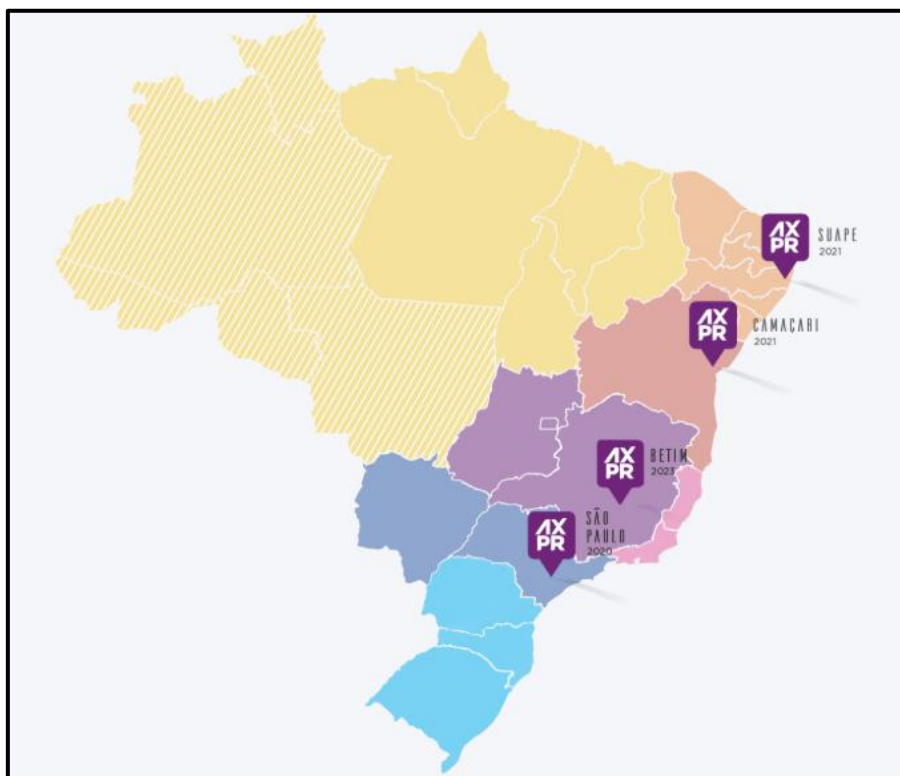 AX
PR
SUAPE
2021
AX
PR
CAMAÇARI
2021
AX
PR
BETIM
2023
AX
PR
SÃO
PAULO
2020